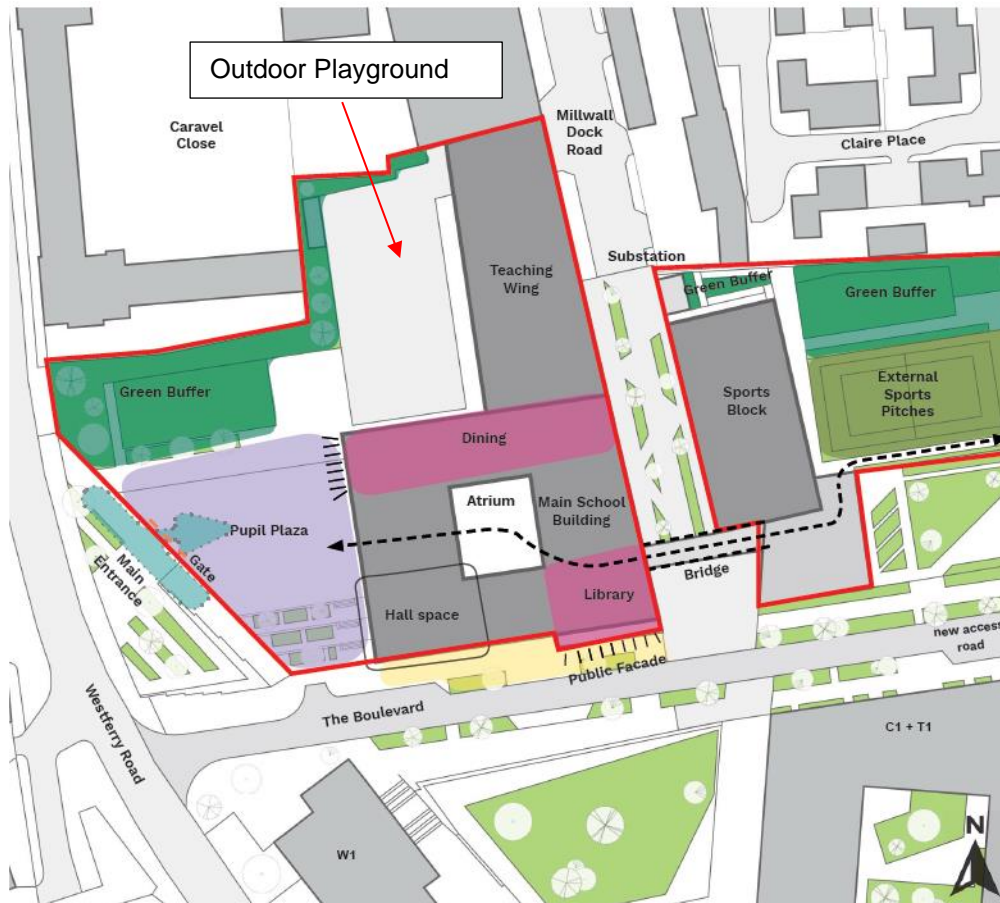 Outdoor Playground
Caravel
Close
Millwall
Dock
Road
Claire Place
Teaching
Wing
Substation
Green Buffer
Green Buffer
Green Buffer
Sports
Block
External
Sports
Pitches
Dining
Atrium
Main School
Building
Pupil Plaza
Gate
Main
Entrance
Hall space
Library
Bridge
Public Facade
new access
road
The Boulevard
Westferry Road
C1 + T1
W1
N